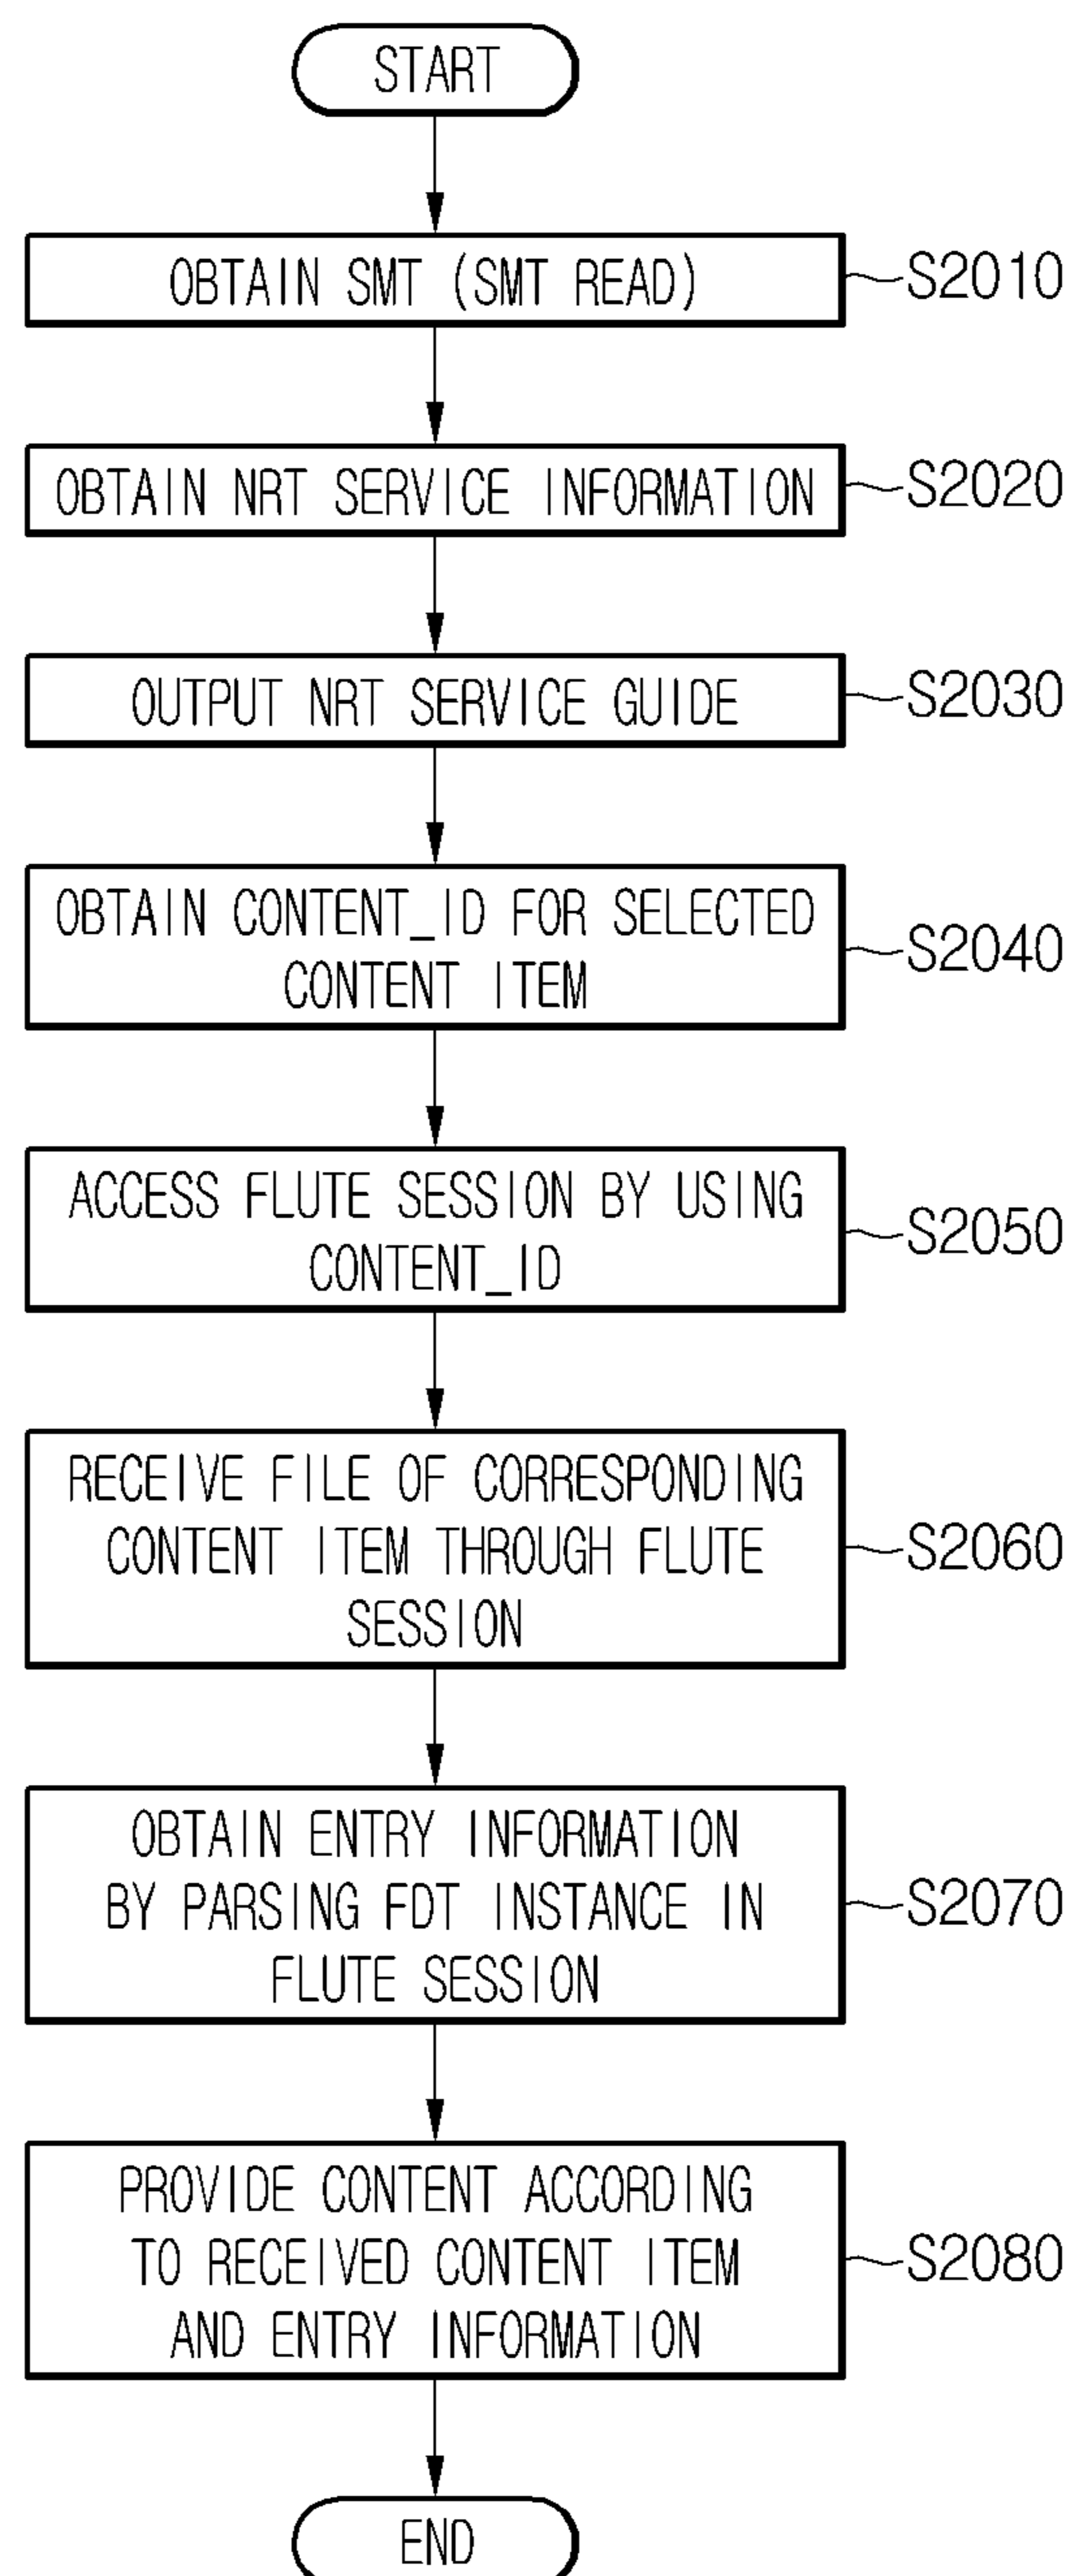 START
OBTAIN SMT (SMT READ)
S2010
OBTAIN NRT SERVICE INFORMATION
S2020
OUTPUT NRT SERVICE GUIDE
S2030
OBTAIN CONTENT_ID FOR SELECTED
CONTENT ITEM
S2040
ACCESS FLUTE SESSION BY USING
CONTENT_ID
S2050
RECEIVE FILE OF CORRESPONDING
CONTENT ITEM THROUGH FLUTE
SESSION
S2060
OBTAIN ENTRY INFORMATION
BY PARSING FDT INSTANCE IN
FLUTE SESSION
S2070
PROVIDE CONTENT ACCORDING
TO RECEIVED CONTENT ITEM
AND ENTRY INFORMATION
S2080
END